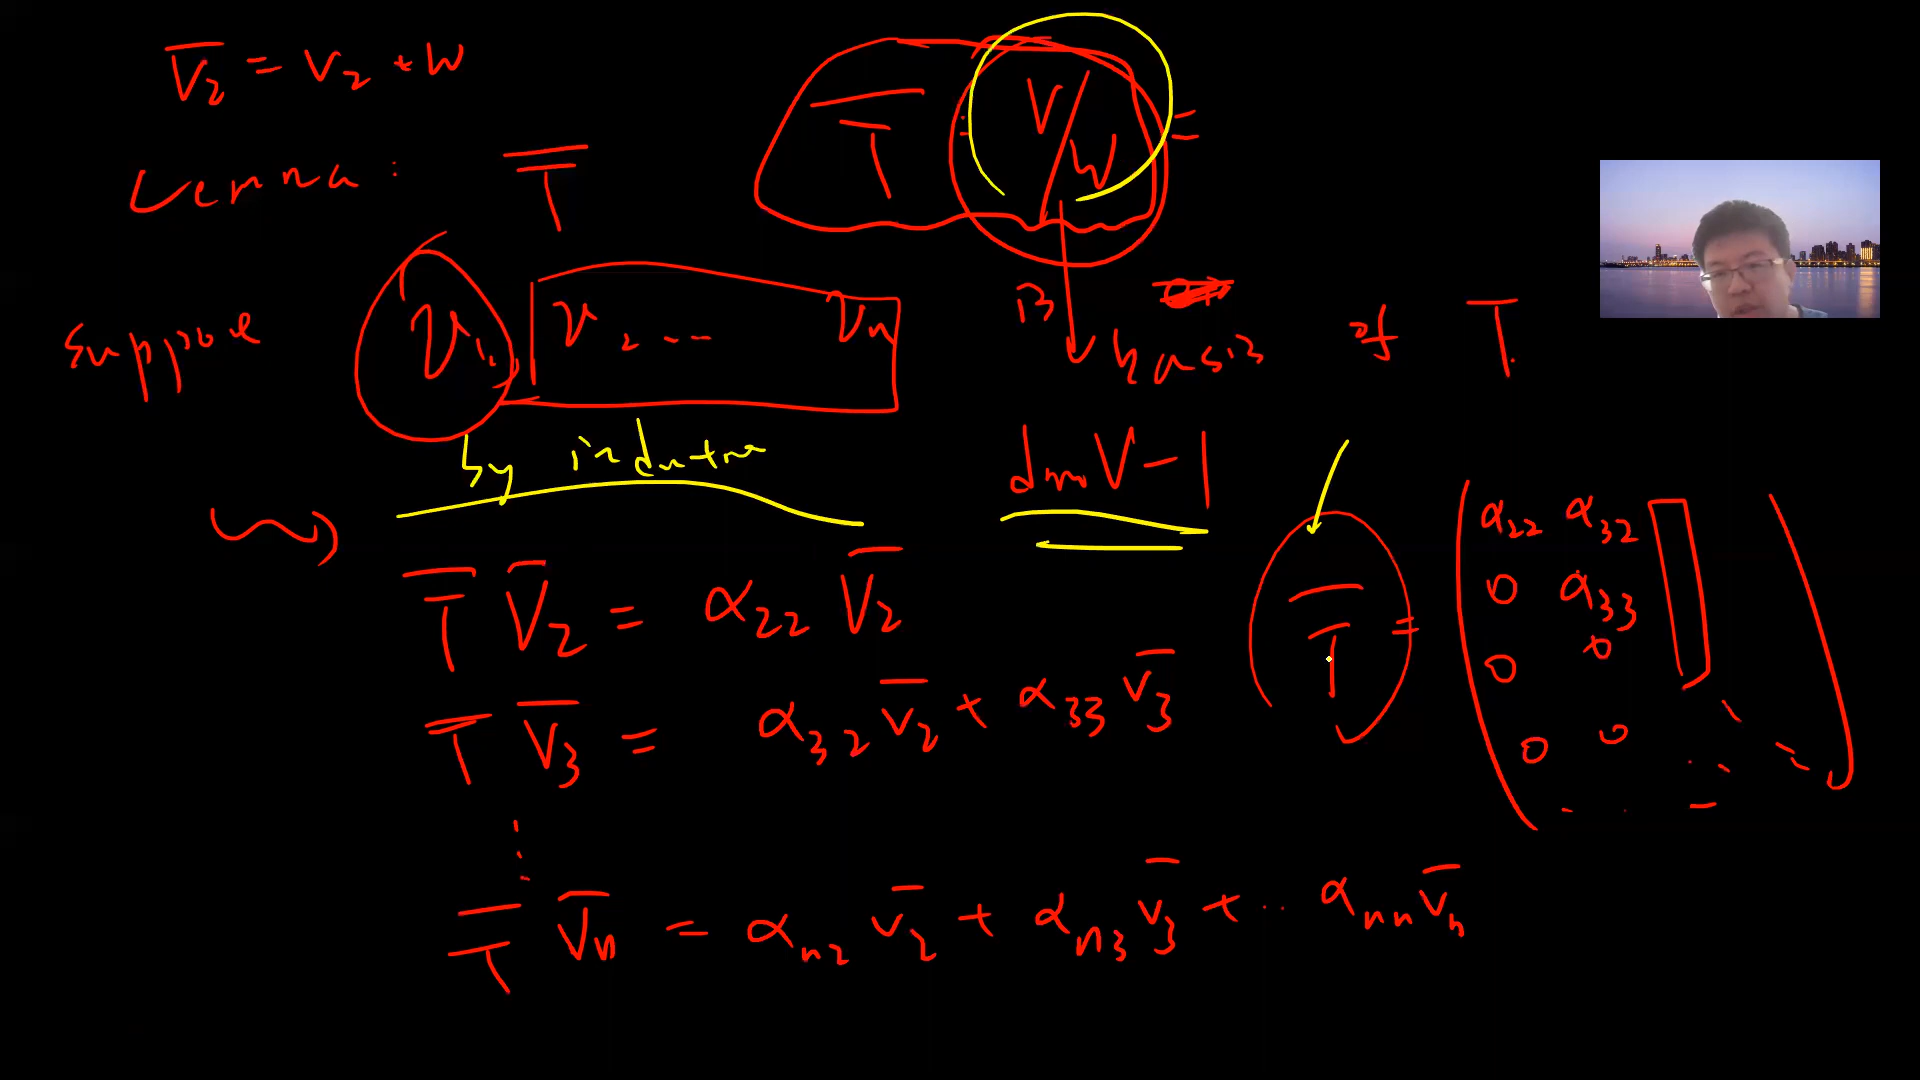 V̅₂ = v₂ + W
T̅ : V/W =
Lemma: T̅
Suppose v₁, v₂ ... vₙ is basis of T
by induction
dim V - 1
T̅ V̅₂ = α₂₂ V̅₂
T̅ V̅₃ = α₃₂ v̅₂ + α₃₃ v̅₃
⋮
T̅ V̅ₙ = αₙ₂ v̅₂ + αₙ₃ v̅₃ + .. αₙₙ v̅ₙ
T̅ =
α₂₂ α₃₂
0 α₃₃
0 0
0 0